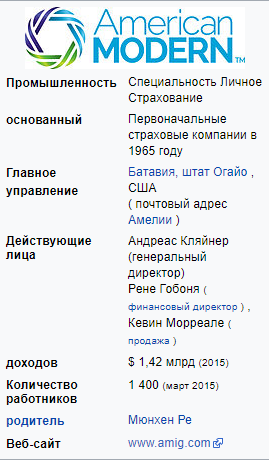 American
MODERN™
Промышленность Специальность Личное
Страхование
основанный Первоначальные
страховые компании в
1965 году
Главное Батавия, штат Огайо ,
управление США
( почтовый адрес
Амелии )
Действующие Андреас Кляйнер
лица (генеральный
директор)
Рене Гобоня (
финансовый директор ) ,
Кевин Морреале (
продажа )
доходов $ 1,42 млрд (2015)
Количество 1 400 (март 2015)
работников
родитель Мюнхен Ре
Веб-сайт www.amig.com